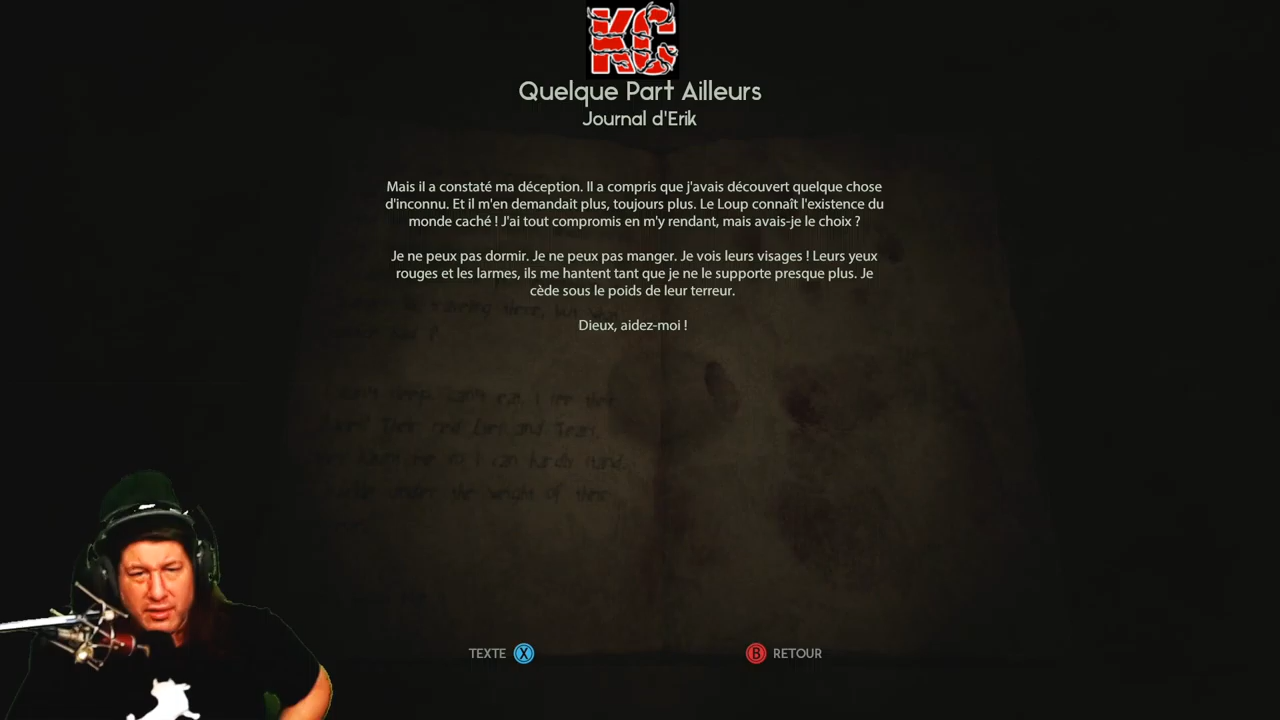 KC
Quelque Part Ailleurs
Journal d'Erik
Mais il a constaté ma déception. Il a compris que j'avais découvert quelque chose
d'inconnu. Et il m'en demandait plus, toujours plus. Le Loup connaît l'existence du
monde caché ! J'ai tout compromis en m'y rendant, mais avais-je le choix ?
Je ne peux pas dormir. Je ne peux pas manger. Je vois leurs visages ! Leurs yeux
rouges et les larmes, ils me hantent tant que je ne le supporte presque plus. Je
cède sous le poids de leur terreur.
Dieux, aidez-moi !
TEXTE X
B RETOUR